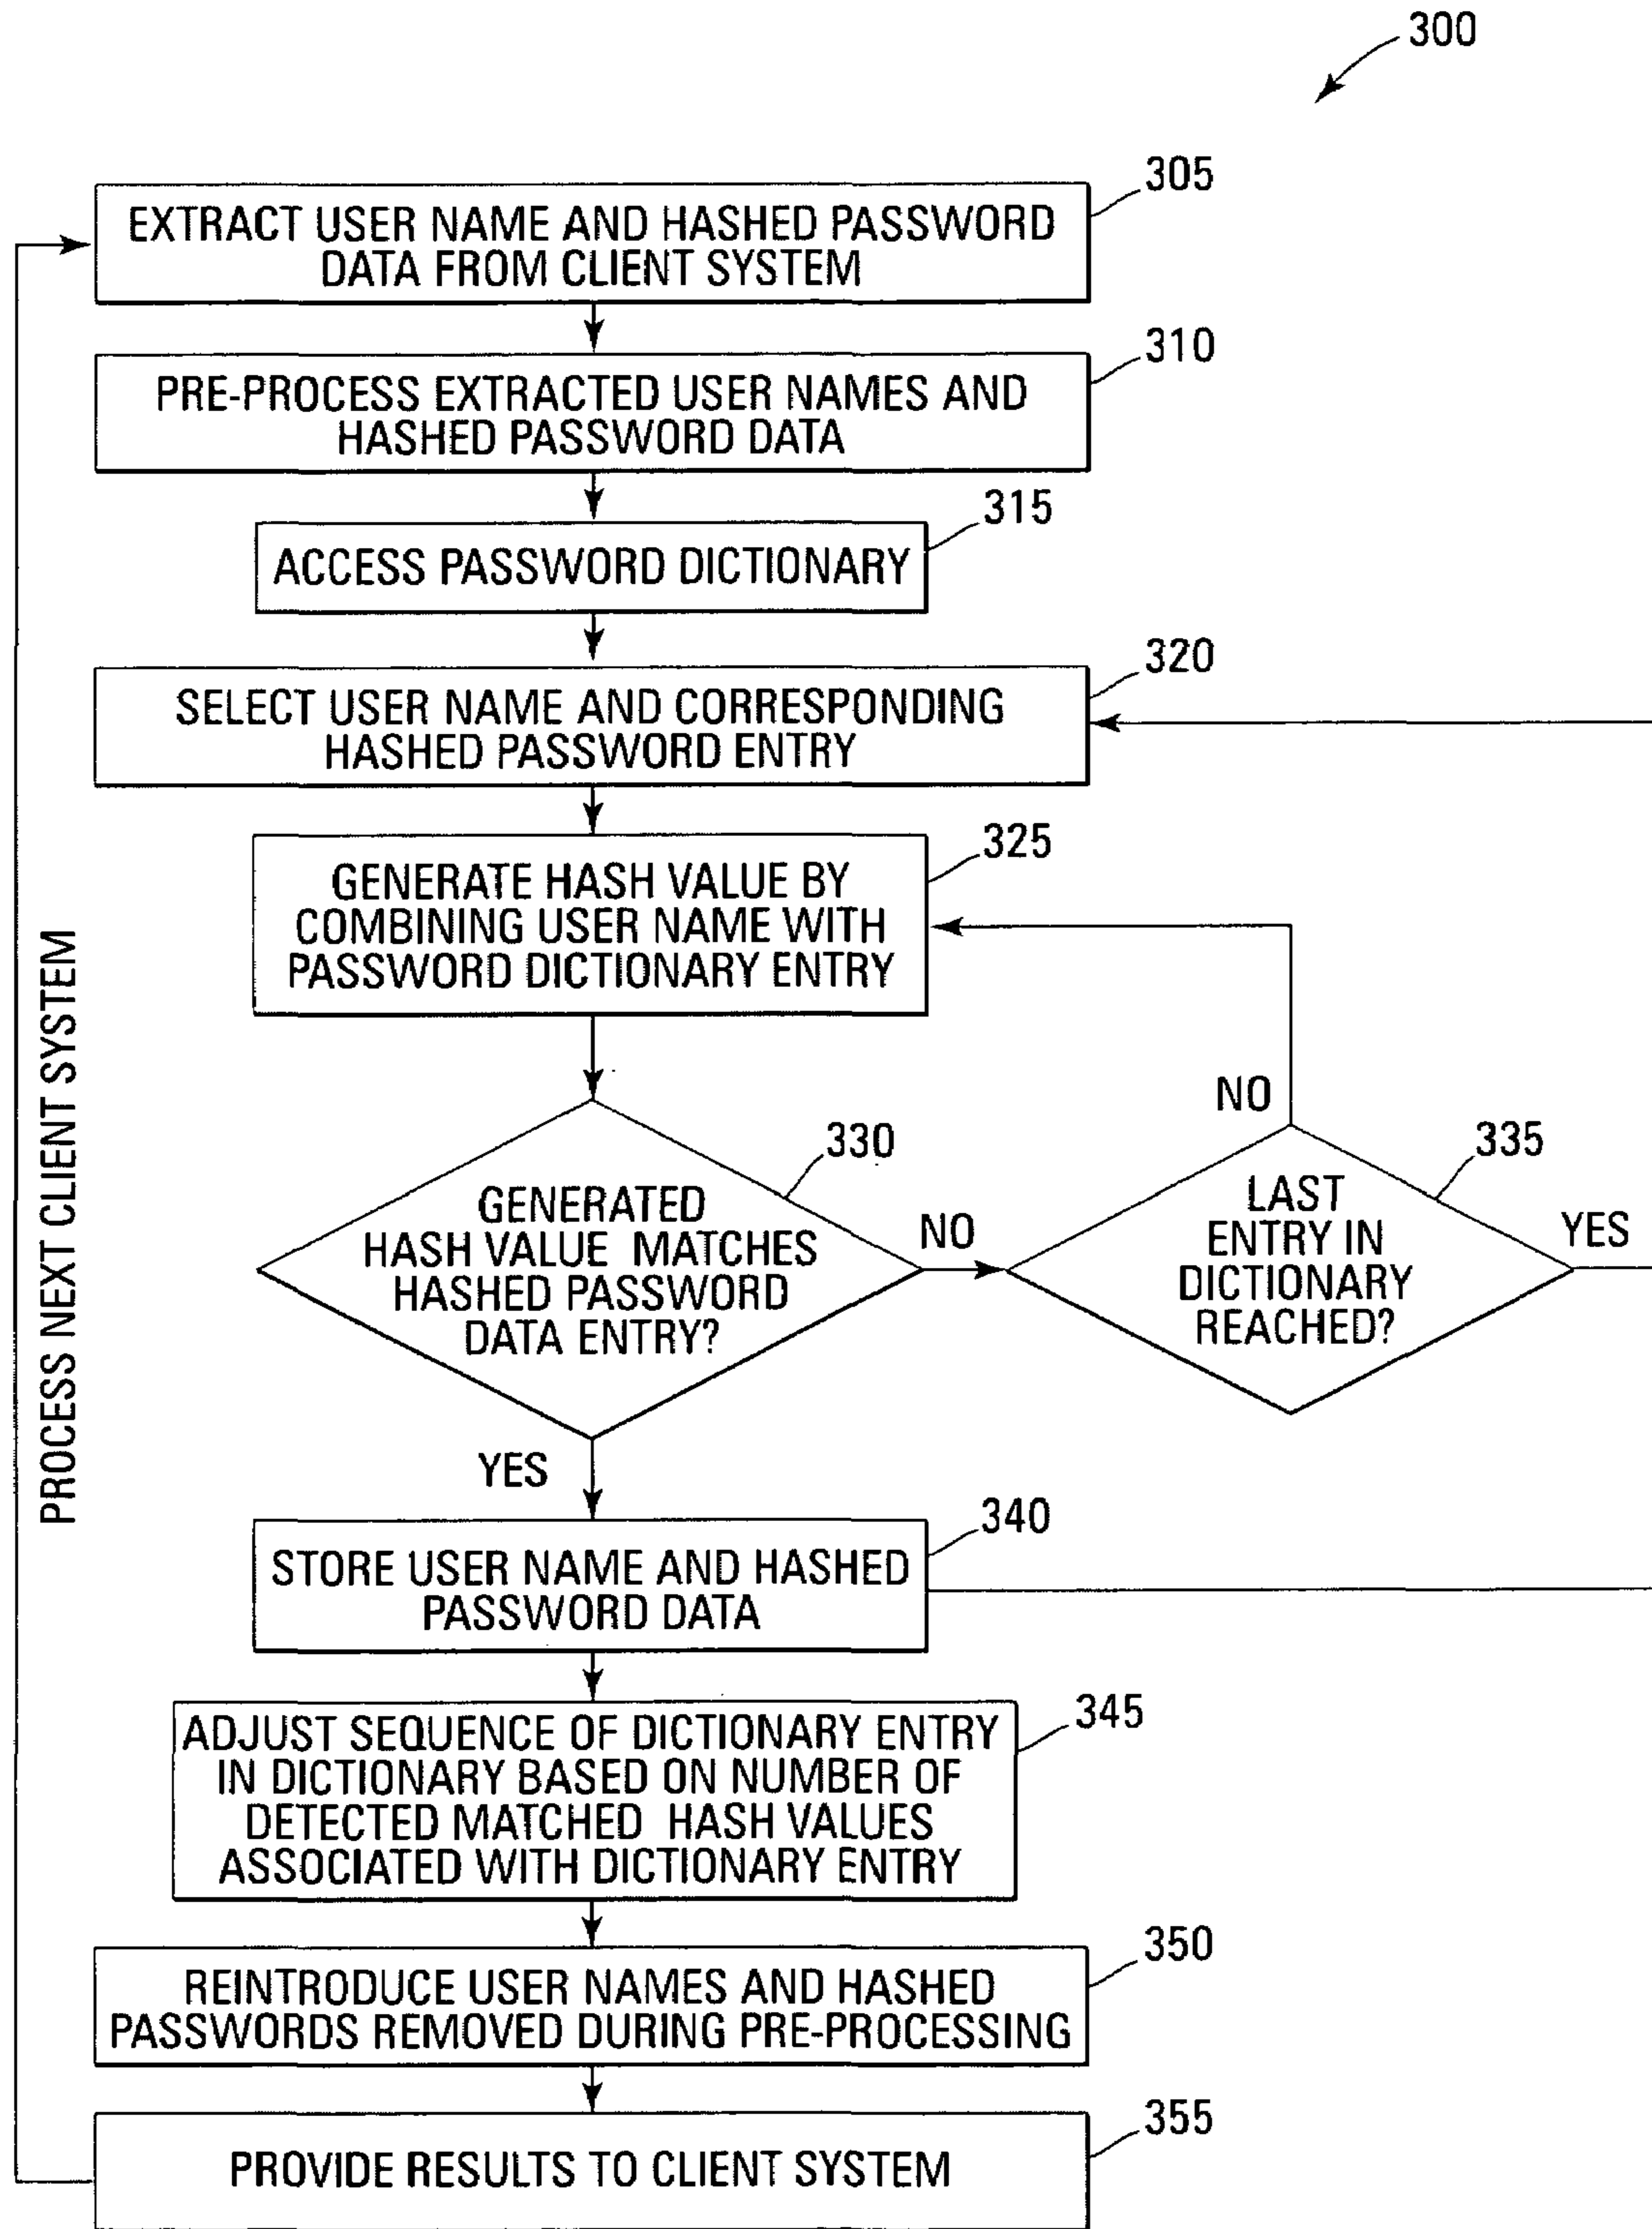 300
305
EXTRACT USER NAME AND HASHED PASSWORD
DATA FROM CLIENT SYSTEM
310
PRE-PROCESS EXTRACTED USER NAMES AND
HASHED PASSWORD DATA
315
ACCESS PASSWORD DICTIONARY
320
SELECT USER NAME AND CORRESPONDING
HASHED PASSWORD ENTRY
325
GENERATE HASH VALUE BY
COMBINING USER NAME WITH
PASSWORD DICTIONARY ENTRY
330
GENERATED
HASH VALUE MATCHES
HASHED PASSWORD
DATA ENTRY?
NO
335
LAST
ENTRY IN
DICTIONARY
REACHED?
NO
YES
YES
340
STORE USER NAME AND HASHED
PASSWORD DATA
345
ADJUST SEQUENCE OF DICTIONARY ENTRY
IN DICTIONARY BASED ON NUMBER OF
DETECTED MATCHED HASH VALUES
ASSOCIATED WITH DICTIONARY ENTRY
350
REINTRODUCE USER NAMES AND HASHED
PASSWORDS REMOVED DURING PRE-PROCESSING
355
PROVIDE RESULTS TO CLIENT SYSTEM
PROCESS NEXT CLIENT SYSTEM